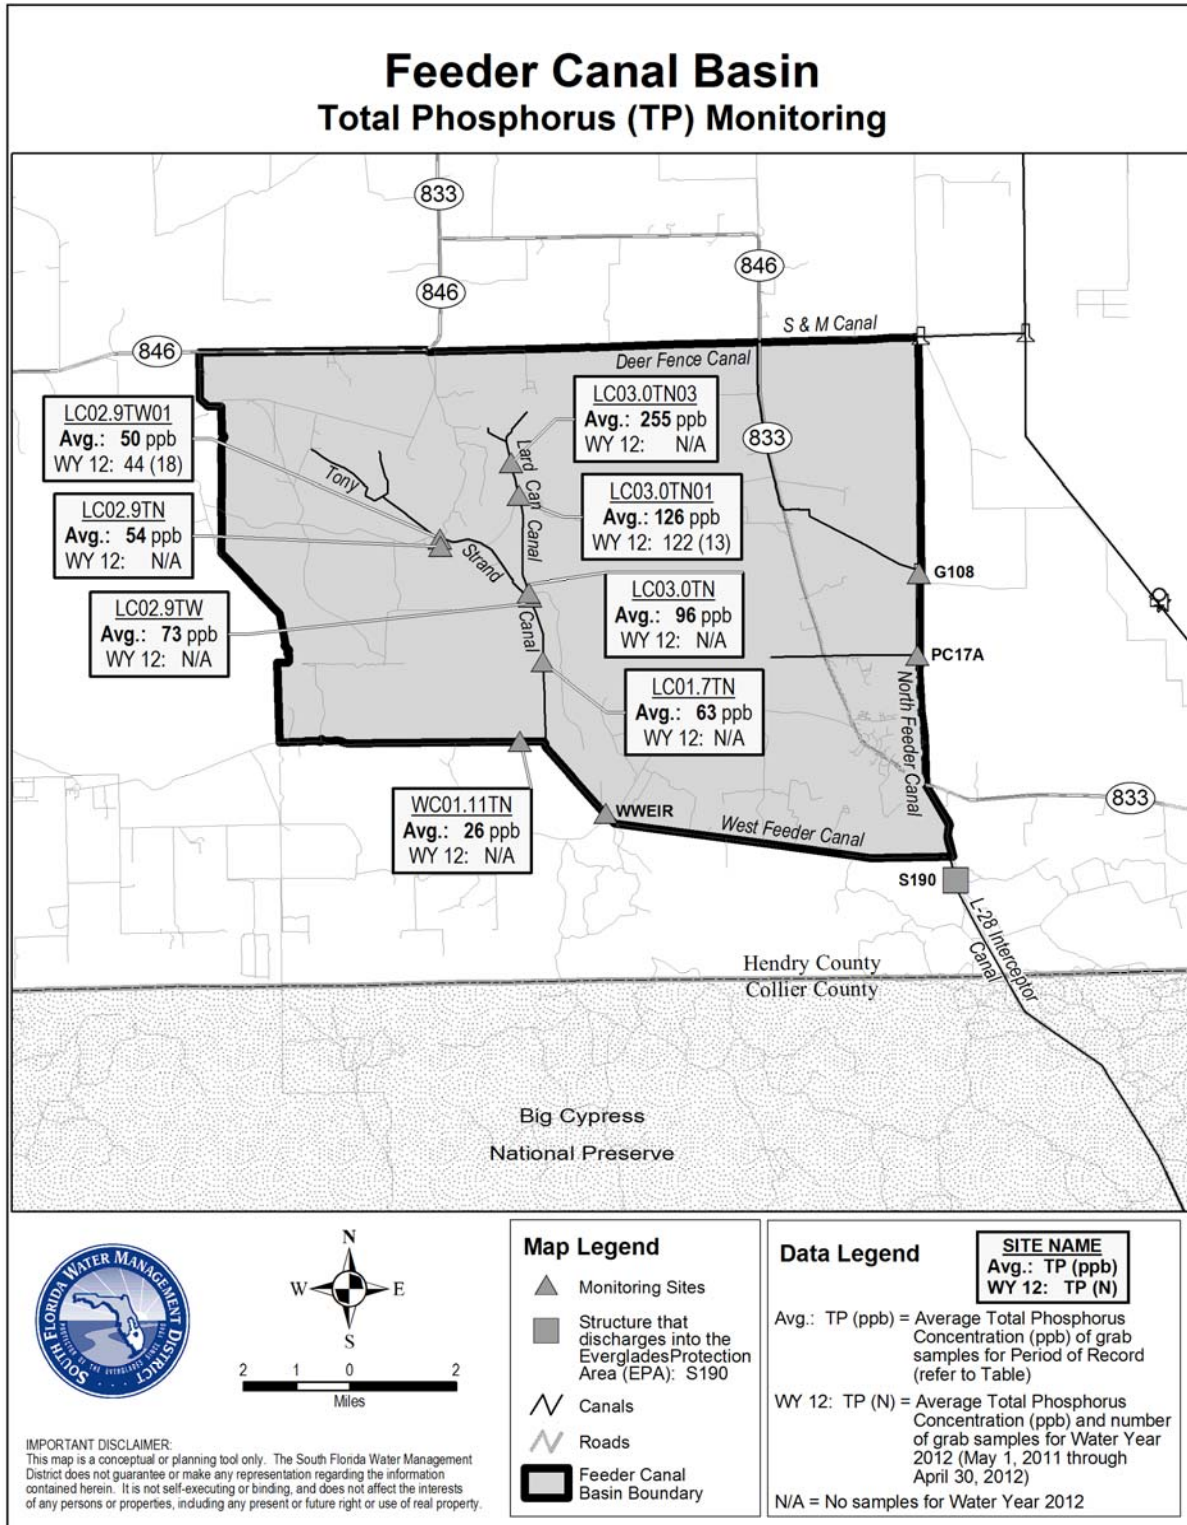 Feeder Canal Basin
Total Phosphorus (TP) Monitoring
833
846
846
846
S & M Canal
Deer Fence Canal
LC02.9TW01
Avg.: 50 ppb
WY 12: 44 (18)
LC03.0TN03
Avg.: 255 ppb
WY 12: N/A
833
Lard Can Canal
Tony Strand Canal
LC02.9TN
Avg.: 54 ppb
WY 12: N/A
LC03.0TN01
Avg.: 126 ppb
WY 12: 122 (13)
G108
LC02.9TW
Avg.: 73 ppb
WY 12: N/A
LC03.0TN
Avg.: 96 ppb
WY 12: N/A
PC17A
LC01.7TN
Avg.: 63 ppb
WY 12: N/A
North Feeder Canal
WC01.11TN
Avg.: 26 ppb
WY 12: N/A
WWEIR
833
West Feeder Canal
S190
L-28 Interceptor
Canal
Hendry County
Collier County
Big Cypress
National Preserve
SOUTH FLORIDA WATER MANAGEMENT DISTRICT
N
W E
S
2 1 0 2
Miles
IMPORTANT DISCLAIMER:
This map is a conceptual or planning tool only. The South Florida Water Management
District does not guarantee or make any representation regarding the information
contained herein. It is not self-executing or binding, and does not affect the interests
of any persons or properties, including any present or future right or use of real property.
Map Legend
Monitoring Sites
Structure that
discharges into the
EvergladesProtection
Area (EPA): S190
Canals
Roads
Feeder Canal
Basin Boundary
Data Legend
SITE NAME
Avg.: TP (ppb)
WY 12: TP (N)
Avg.: TP (ppb) = Average Total Phosphorus
Concentration (ppb) of grab
samples for Period of Record
(refer to Table)
WY 12: TP (N) = Average Total Phosphorus
Concentration (ppb) and number
of grab samples for Water Year
2012 (May 1, 2011 through
April 30, 2012)
N/A = No samples for Water Year 2012